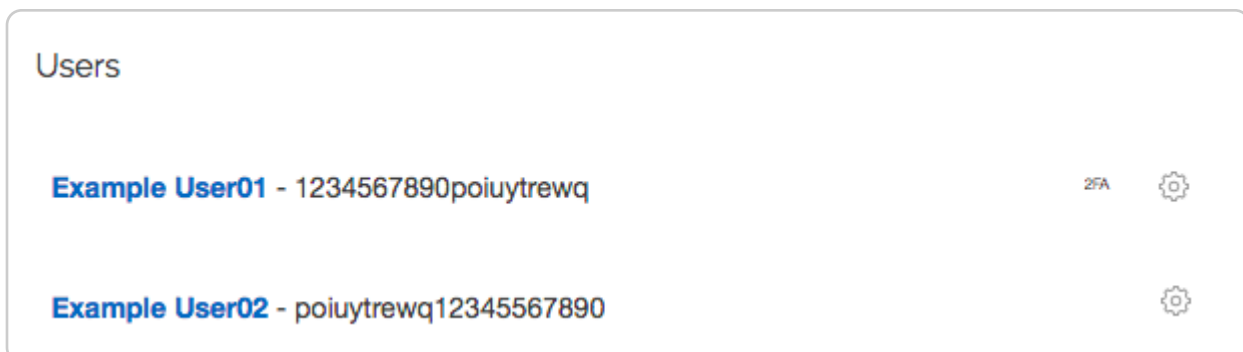 Users
Example User01 - 1234567890poiuytrewq 2FA
Example User02 - poiuytrewq12345567890